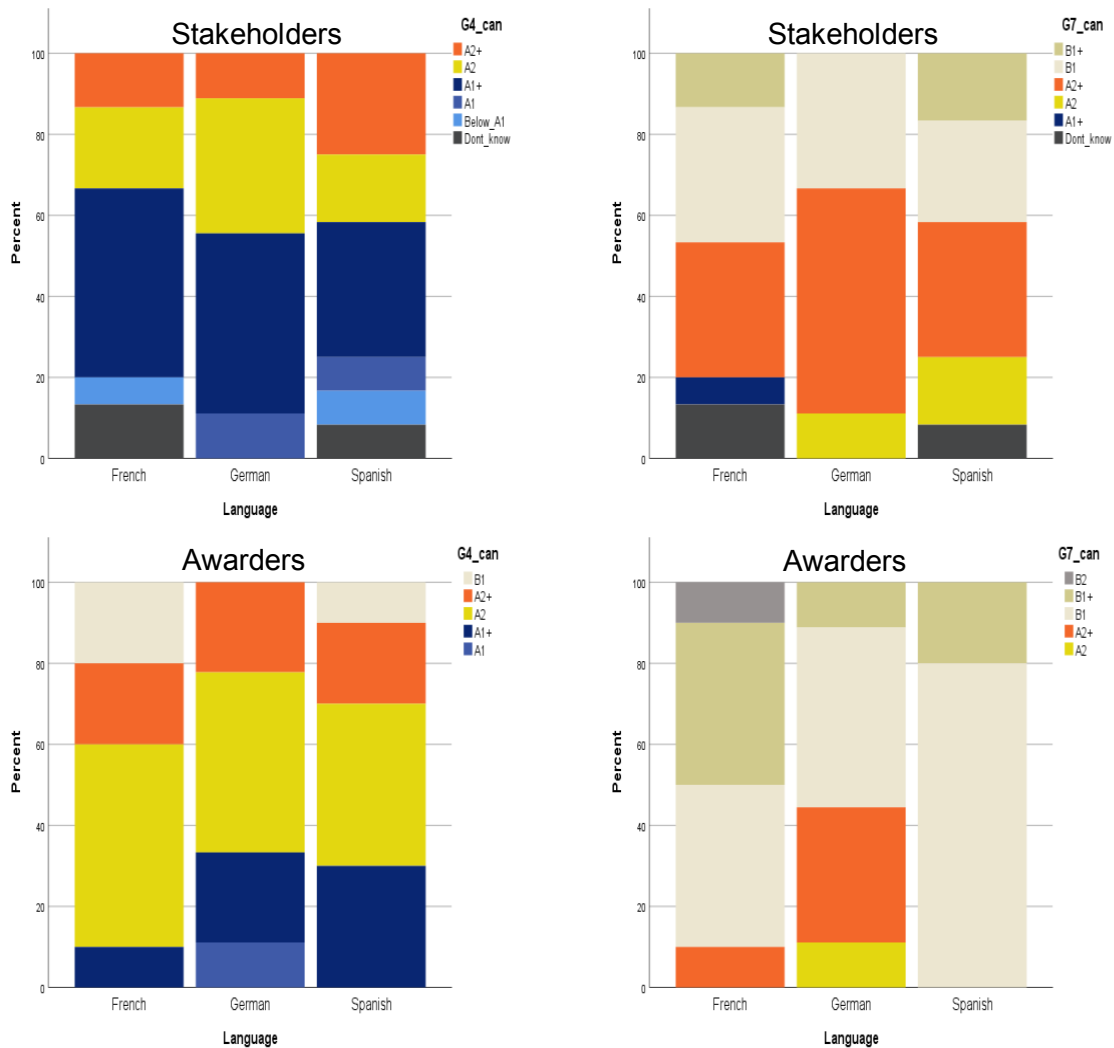 Stakeholders
G4_can
A2+
A2
A1+
A1
Below_A1
Dont_know
100
80
60
40
20
0
Percent
French
German
Spanish
Language
Stakeholders
G7_can
B1+
B1
A2+
A2
A1+
Dont_know
100
80
60
40
20
0
Percent
French
German
Spanish
Language
Awarders
G4_can
B1
A2+
A2
A1+
A1
100
80
60
40
20
0
Percent
French
German
Spanish
Language
Awarders
G7_can
B2
B1+
B1
A2+
A2
100
80
60
40
20
0
Percent
French
German
Spanish
Language